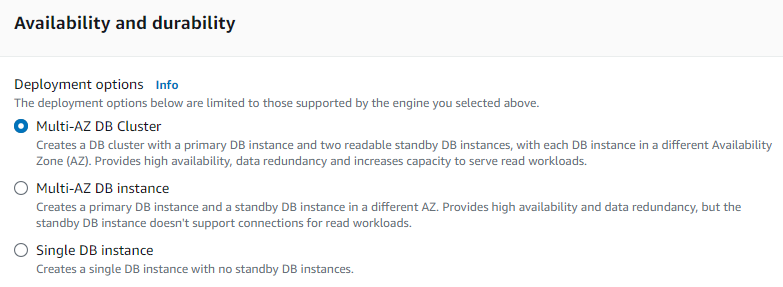 Availability and durability
Deployment options Info
The deployment options below are limited to those supported by the engine you selected above.
Multi-AZ DB Cluster
Creates a DB cluster with a primary DB instance and two readable standby DB instances, with each DB instance in a different Availability
Zone (AZ). Provides high availability, data redundancy and increases capacity to serve read workloads.
Multi-AZ DB instance
Creates a primary DB instance and a standby DB instance in a different AZ. Provides high availability and data redundancy, but the
standby DB instance doesn't support connections for read workloads.
Single DB instance
Creates a single DB instance with no standby DB instances.